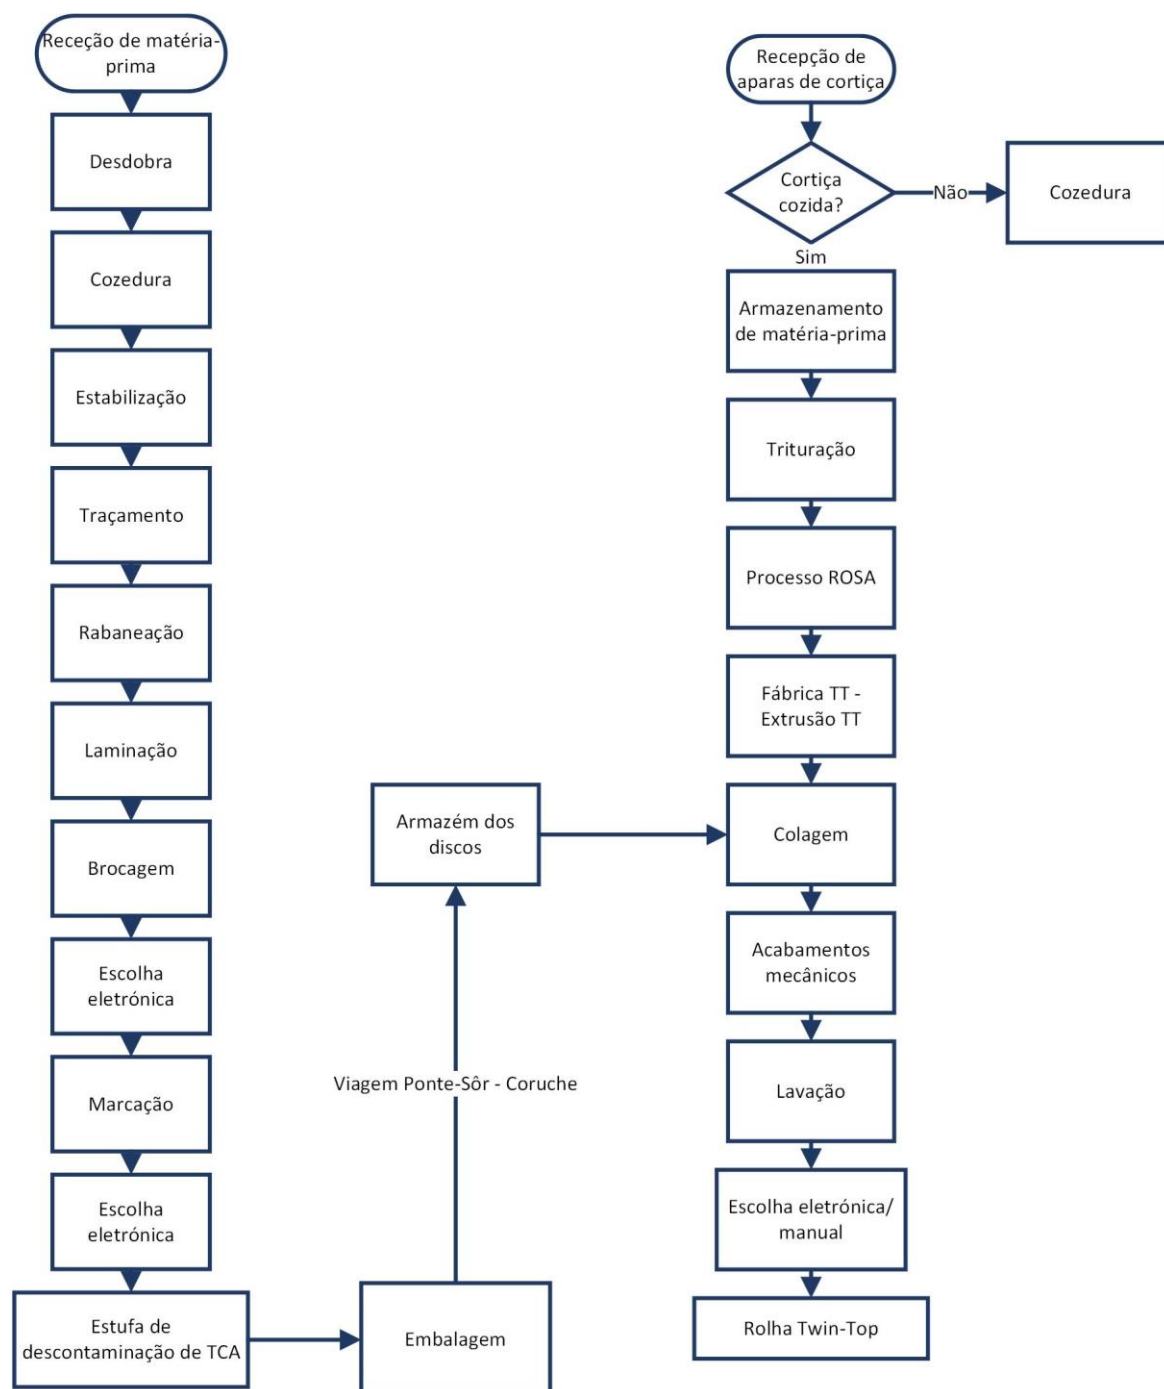 Receção de matéria-
prima
Desdobra
Cozedura
Estabilização
Traçamento
Rabaneação
Laminação
Brocagem
Escolha
eletrónica
Marcação
Escolha
eletrónica
Estufa de
descontaminação de TCA
Embalagem
Viagem Ponte-Sôr - Coruche
Armazém dos
discos
Recepção de
aparas de cortiça
Cortiça
cozida?
Não
Cozedura
Sim
Armazenamento
de matéria-prima
Trituração
Processo ROSA
Fábrica TT -
Extrusão TT
Colagem
Acabamentos
mecânicos
Lavação
Escolha eletrónica/
manual
Rolha Twin-Top